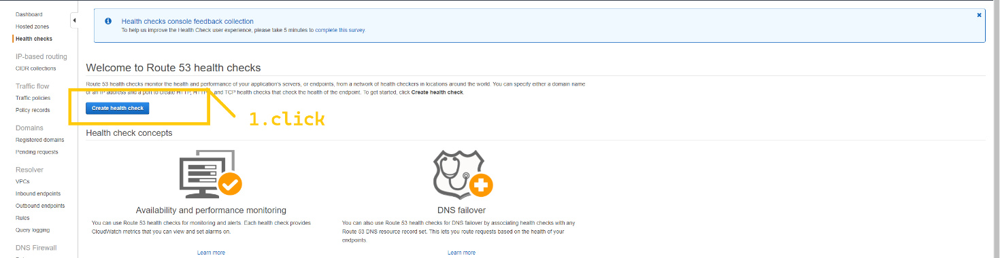 Dashboard
Hosted zones
Health checks
IP-based routing
CIDR collections
Traffic flow
Traffic policies
Policy records
Domains
Registered domains
Pending requests
Resolver
VPCs
Inbound endpoints
Outbound endpoints
Rules
Query logging
DNS Firewall
Health checks console feedback collection
To help us improve the Health Check user experience, please take 5 minutes to complete this survey.
Welcome to Route 53 health checks
Route 53 health checks monitor the health and performance of your application's servers, or endpoints, from a network of health checkers in locations around the world. You can specify either a domain name
or an IP address and a port to create HTTP, HTTPS, and TCP health checks that check the health of the endpoint. To get started, click Create health check.
Create health check
1.click
Health check concepts
Availability and performance monitoring
You can use Route 53 health checks for monitoring and alerts. Each health check provides
CloudWatch metrics that you can view and set alarms on.
Learn more
DNS failover
You can also use Route 53 health checks for DNS failover by associating health checks with any
Route 53 DNS resource record set. This lets you route requests based on the health of your
endpoints.
Learn more